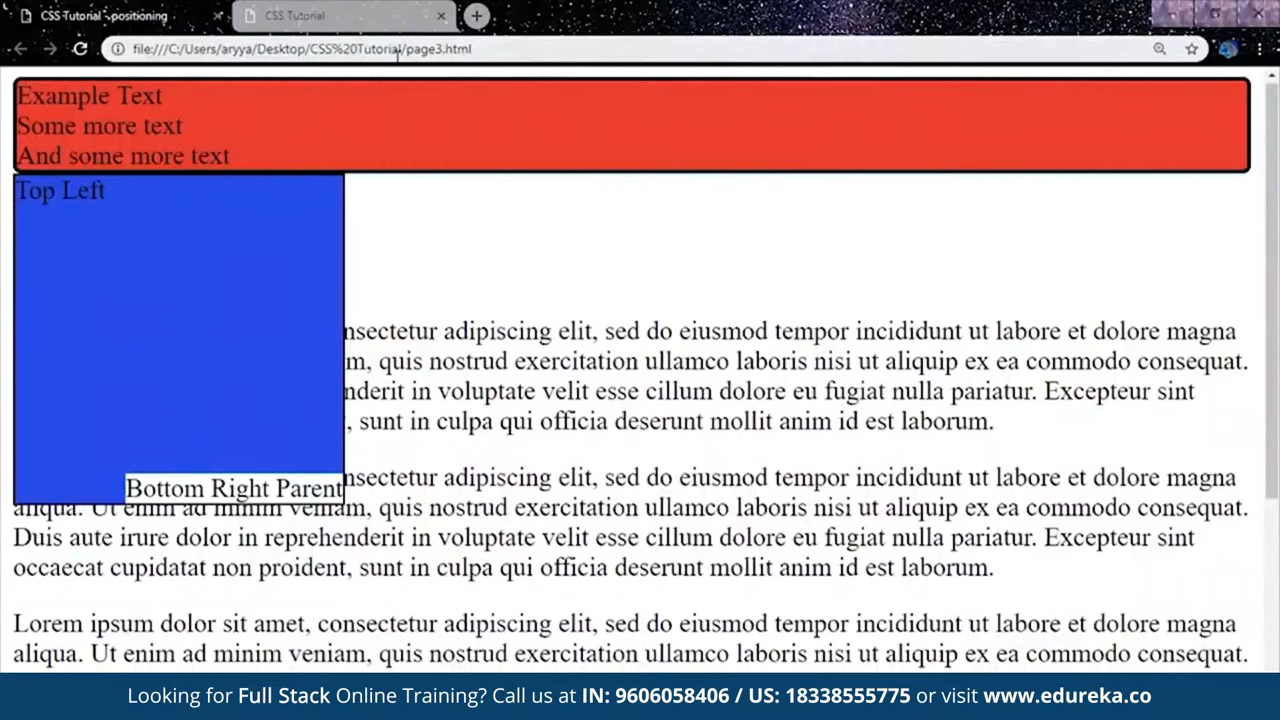 CSS Tutorial - positioning
CSS Tutorial
file:///C:/Users/aryya/Desktop/CSS%20Tutorial/page3.html
Example Text
Some more text
And some more text
Top Left
nsectetur adipiscing elit, sed do eiusmod tempor incididunt ut labore et dolore magna
m, quis nostrud exercitation ullamco laboris nisi ut aliquip ex ea commodo consequat.
nderit in voluptate velit esse cillum dolore eu fugiat nulla pariatur. Excepteur sint
, sunt in culpa qui officia deserunt mollit anim id est laborum.
nsectetur adipiscing elit, sed do eiusmod tempor incididunt ut labore et dolore magna
Bottom Right Parent
aliqua. Ut enim ad minim veniam, quis nostrud exercitation ullamco laboris nisi ut aliquip ex ea commodo consequat.
Duis aute irure dolor in reprehenderit in voluptate velit esse cillum dolore eu fugiat nulla pariatur. Excepteur sint
occaecat cupidatat non proident, sunt in culpa qui officia deserunt mollit anim id est laborum.
Lorem ipsum dolor sit amet, consectetur adipiscing elit, sed do eiusmod tempor incididunt ut labore et dolore magna
aliqua. Ut enim ad minim veniam, quis nostrud exercitation ullamco laboris nisi ut aliquip ex ea commodo consequat.
Looking for Full Stack Online Training? Call us at IN: 9606058406 / US: 18338555775 or visit www.edureka.co